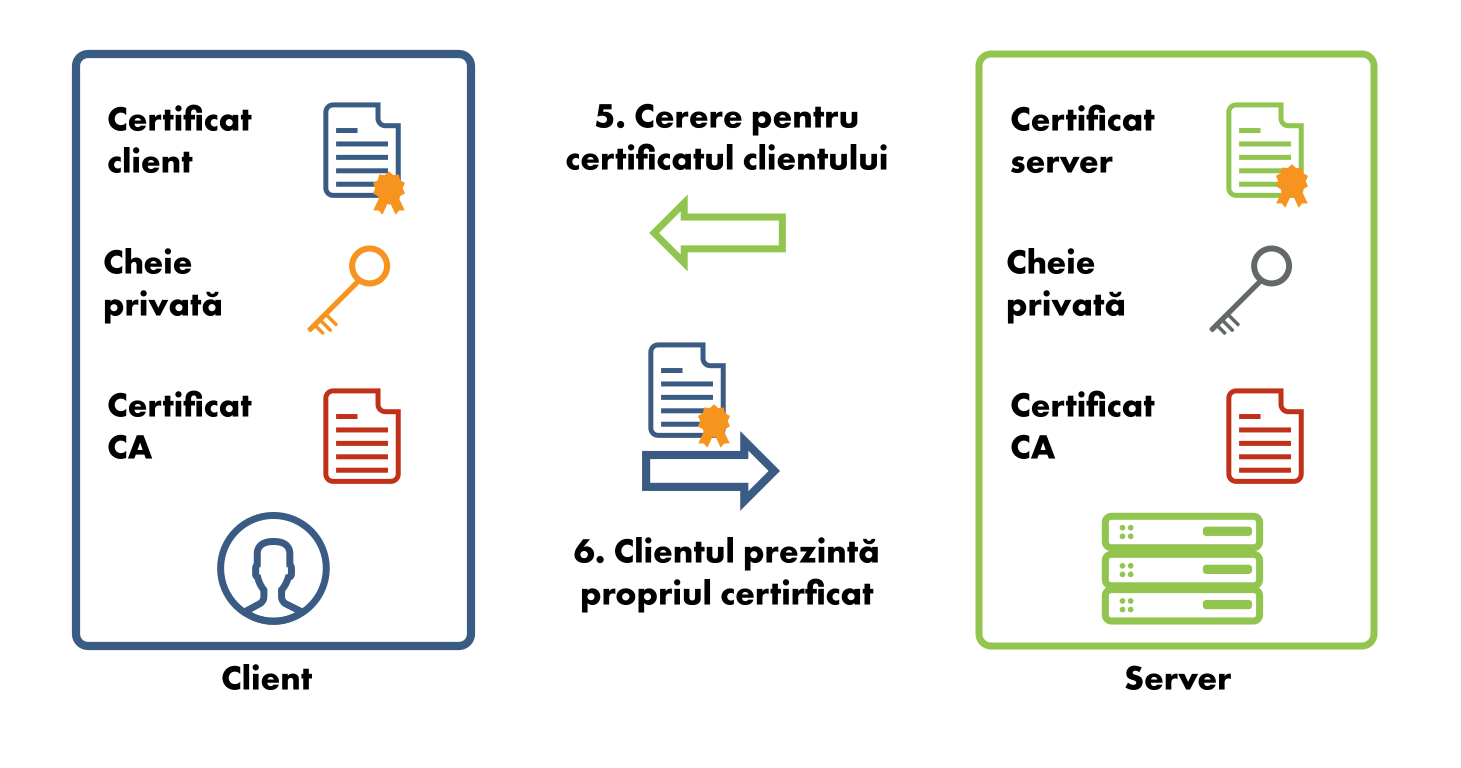 Certificat
client
Cheie
privată
Certificat
CA
Client
5. Cerere pentru
certificatul clientului
6. Clientul prezintă
propriul certirficat
Certificat
server
Cheie
privată
Certificat
CA
Server